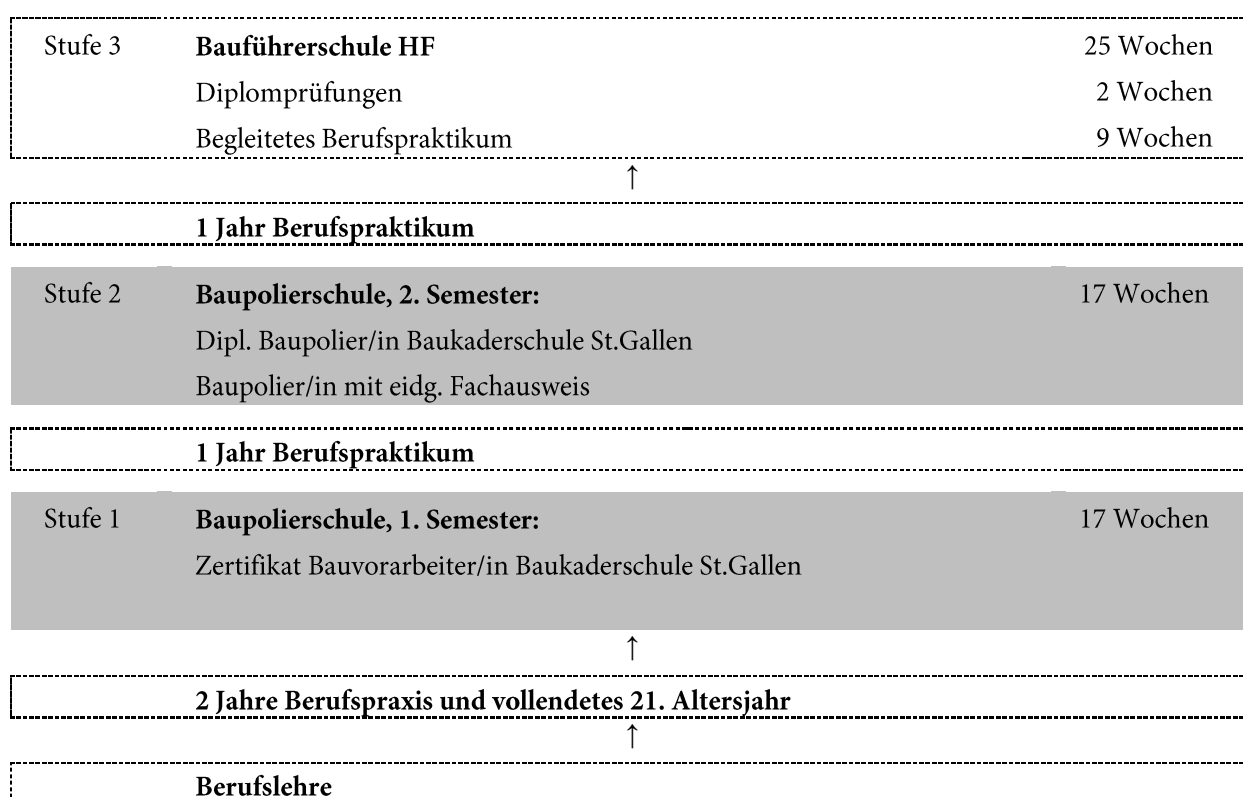 Stufe 3 Bauführerschule HF 25 Wochen
Diplomprüfungen 2 Wochen
Begleitetes Berufspraktikum 9 Wochen
↑
1 Jahr Berufspraktikum
Stufe 2 Baupolierschule, 2. Semester: 17 Wochen
Dipl. Baupolier/in Baukaderschule St.Gallen
Baupolier/in mit eidg. Fachausweis
1 Jahr Berufspraktikum
Stufe 1 Baupolierschule, 1. Semester: 17 Wochen
Zertifikat Bauvorarbeiter/in Baukaderschule St.Gallen
↑
2 Jahre Berufspraxis und vollendetes 21. Altersjahr
↑
Berufslehre